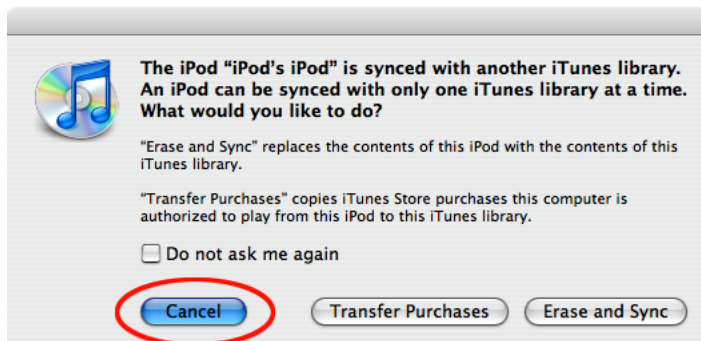 The iPod “iPod’s iPod” is synced with another iTunes library.
An iPod can be synced with only one iTunes library at a time.
What would you like to do?
“Erase and Sync” replaces the contents of this iPod with the contents of this
iTunes library.
“Transfer Purchases” copies iTunes Store purchases this computer is
authorized to play from this iPod to this iTunes library.
Do not ask me again
Cancel
Transfer Purchases
Erase and Sync